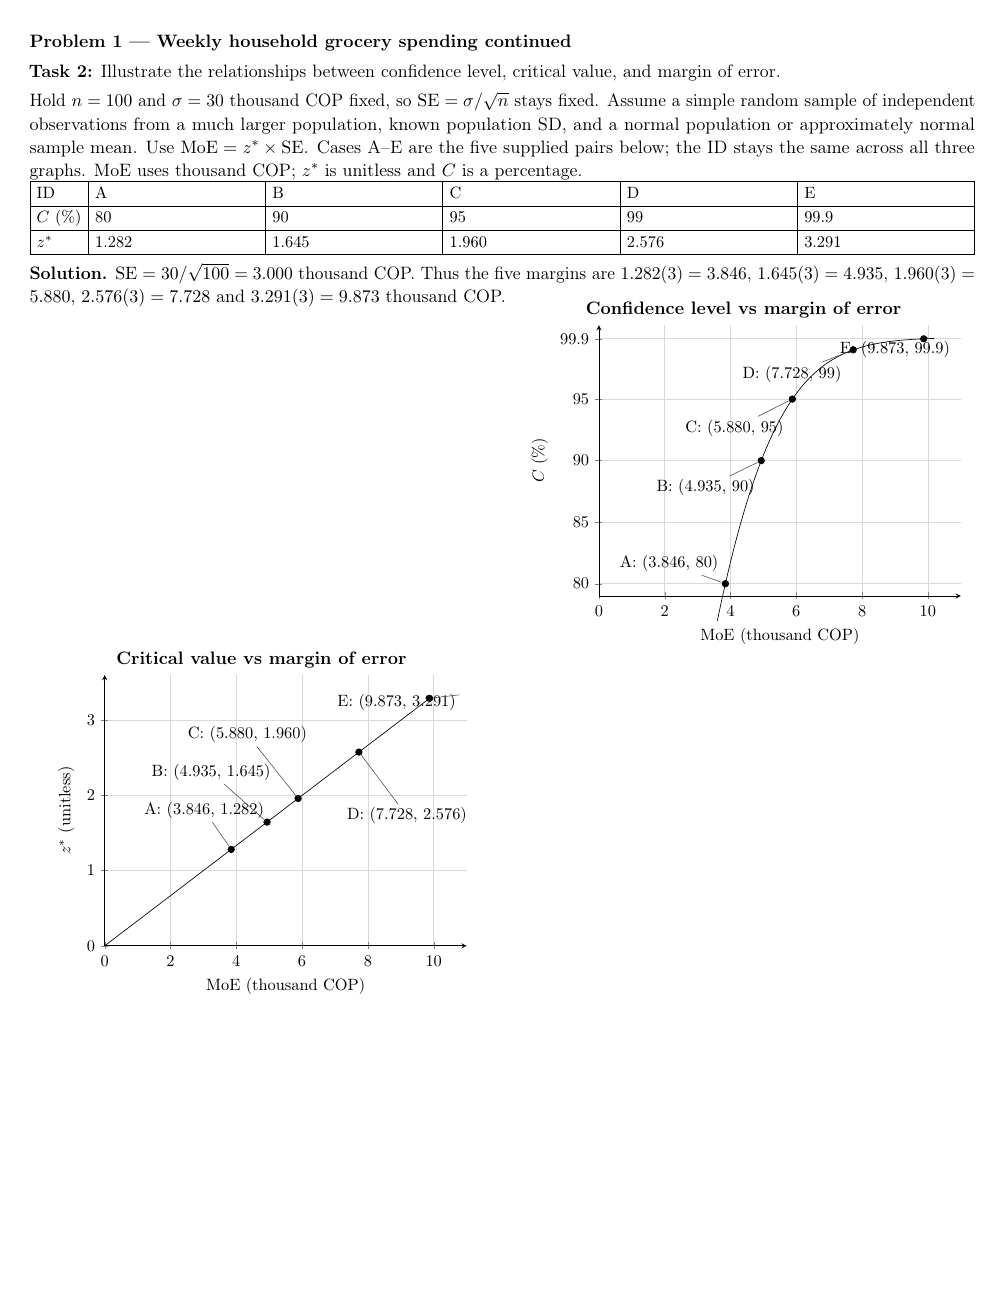 Problem 1 — Weekly household grocery spending continued
Task 2: Illustrate the relationships between confidence level, critical value, and margin of error.
Hold n = 100 and σ = 30 thousand COP fixed, so SE = σ/√n stays fixed. Assume a simple random sample of independent
observations from a much larger population, known population SD, and a normal population or approximately normal
sample mean. Use MoE = z* × SE. Cases A–E are the five supplied pairs below; the ID stays the same across all three
graphs. MoE uses thousand COP; z* is unitless and C is a percentage.
ID A B C D E
C (%) 80 90 95 99 99.9
z* 1.282 1.645 1.960 2.576 3.291
Solution. SE = 30/√100 = 3.000 thousand COP. Thus the five margins are 1.282(3) = 3.846, 1.645(3) = 4.935, 1.960(3) =
5.880, 2.576(3) = 7.728 and 3.291(3) = 9.873 thousand COP.
Confidence level vs margin of error
99.9
95
90
85
80
C (%)
E: (9.873, 99.9)
D: (7.728, 99)
C: (5.880, 95)
B: (4.935, 90)
A: (3.846, 80)
0 2 4 6 8 10
MoE (thousand COP)
Critical value vs margin of error
3
2
1
0
z* (unitless)
E: (9.873, 3.291)
C: (5.880, 1.960)
B: (4.935, 1.645)
A: (3.846, 1.282)
D: (7.728, 2.576)
0 2 4 6 8 10
MoE (thousand COP)